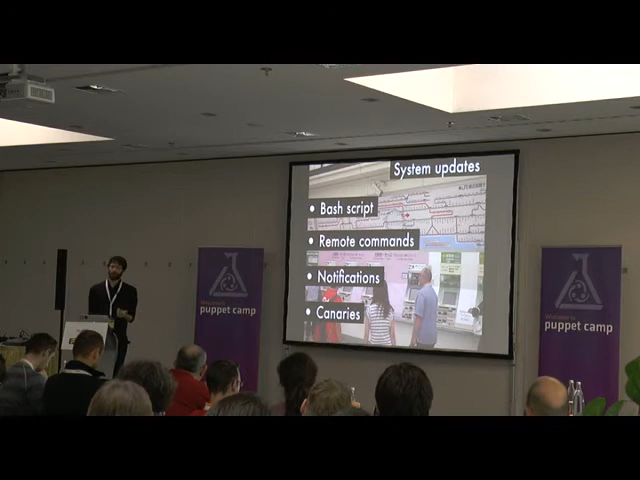 System updates
• Bash script
• Remote commands
• Notifications
• Canaries
puppet camp
puppet camp